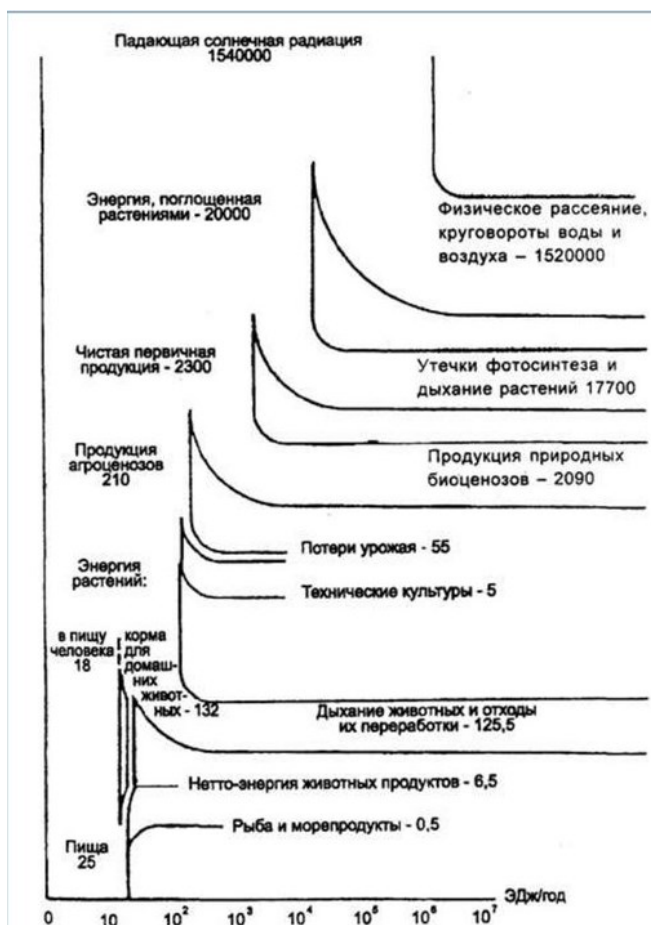 Падающая солнечная радиация
1540000
Энергия, поглощенная
растениями - 20000
Физическое рассеяние,
круговороты воды и
воздуха – 1520000
Чистая первичная
продукция - 2300
Утечки фотосинтеза и
дыхание растений 17700
Продукция
агроценозов
210
Продукция природных
биоценозов – 2090
Потери урожая - 55
Энергия
растений:
Технические культуры - 5
в пищу
человека
18
корма
для
домаш-
них
живот-
ных - 132
Дыхание животных и отходы
их переработки - 125,5
Нетто-энергия животных продуктов - 6,5
Рыба и морепродукты - 0,5
Пища
25
ЭДж/год
0 10 10² 10³ 10⁴ 10⁵ 10⁶ 10⁷